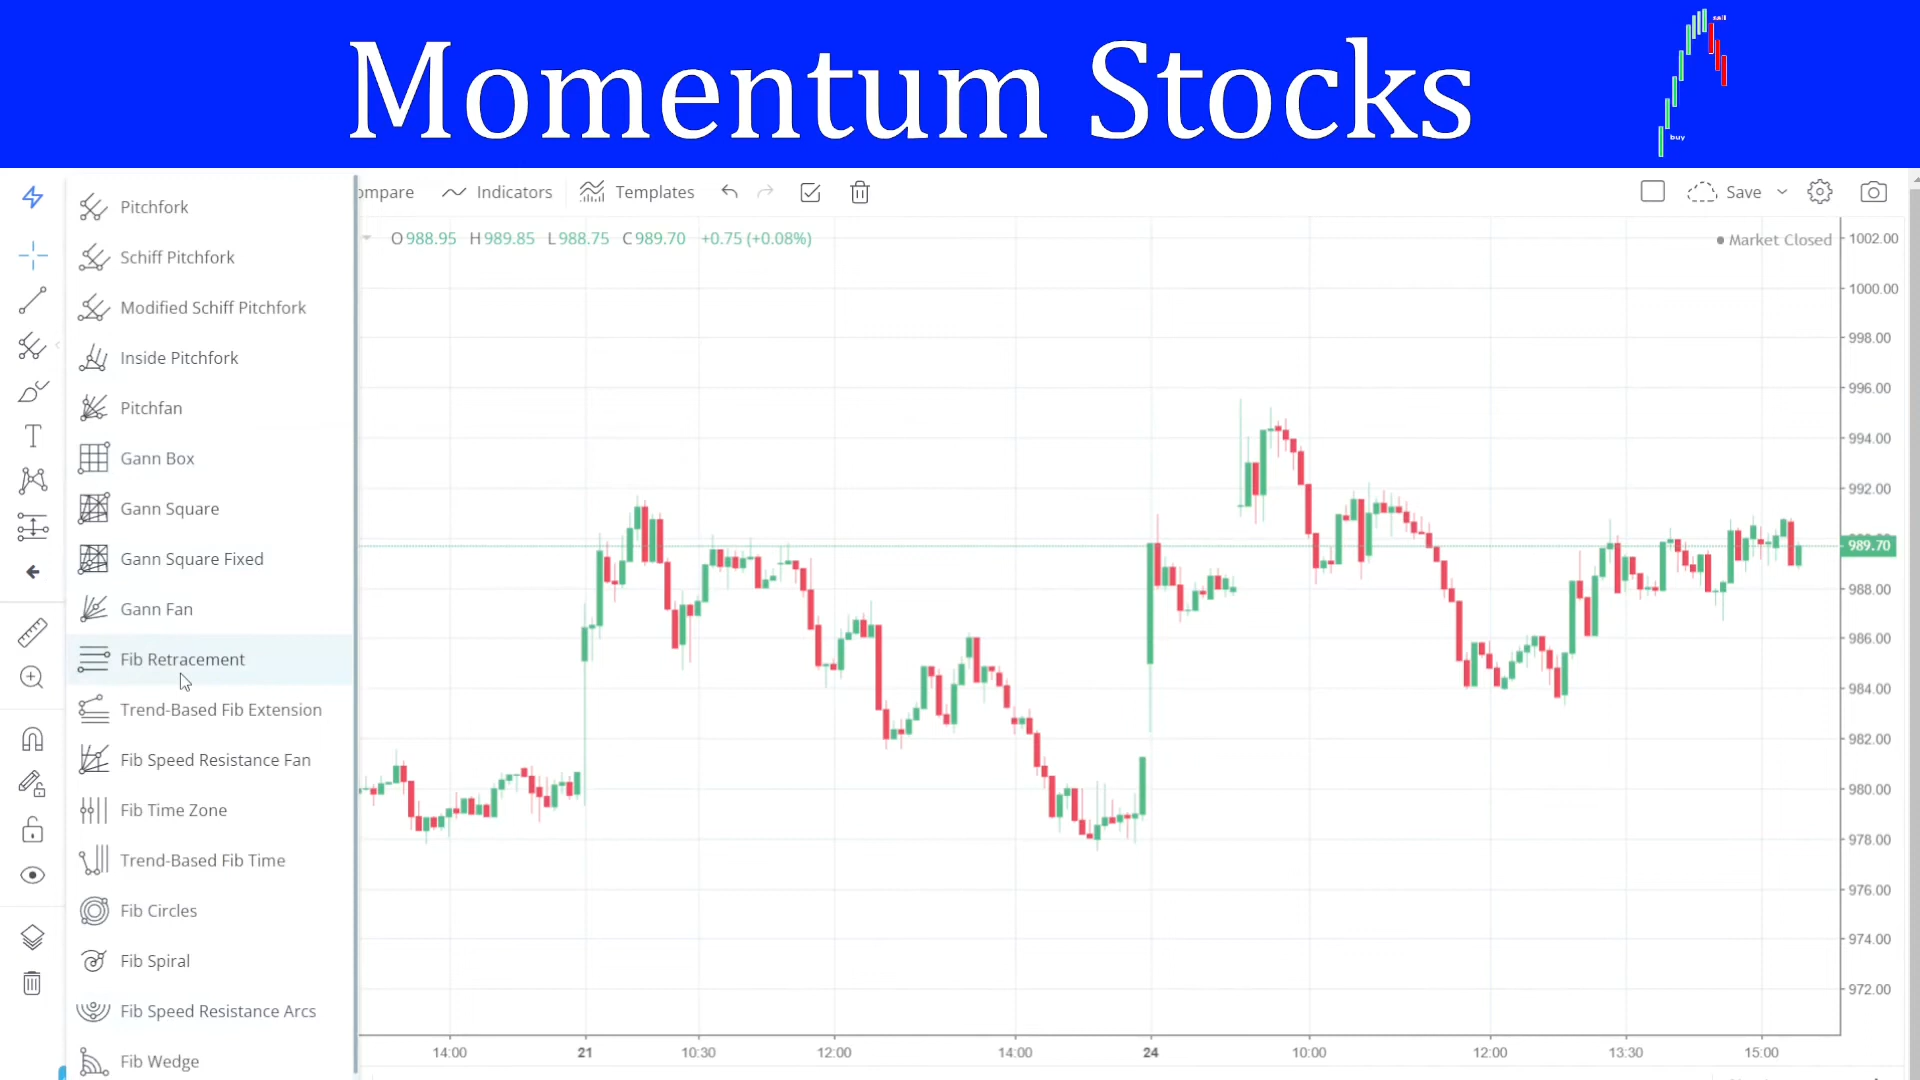 Momentum Stocks
sell
buy
ompare
Indicators
Templates
Save
O988.95 H989.85 L988.75 C989.70 +0.75 (+0.08%)
Market Closed
Pitchfork
Schiff Pitchfork
Modified Schiff Pitchfork
Inside Pitchfork
Pitchfan
Gann Box
Gann Square
Gann Square Fixed
Gann Fan
Fib Retracement
Trend-Based Fib Extension
Fib Speed Resistance Fan
Fib Time Zone
Trend-Based Fib Time
Fib Circles
Fib Spiral
Fib Speed Resistance Arcs
Fib Wedge
1002.00
1000.00
998.00
996.00
994.00
992.00
989.70
988.00
986.00
984.00
982.00
980.00
978.00
976.00
974.00
972.00
14:00 21 10:30 12:00 14:00 24 10:00 12:00 13:30 15:00